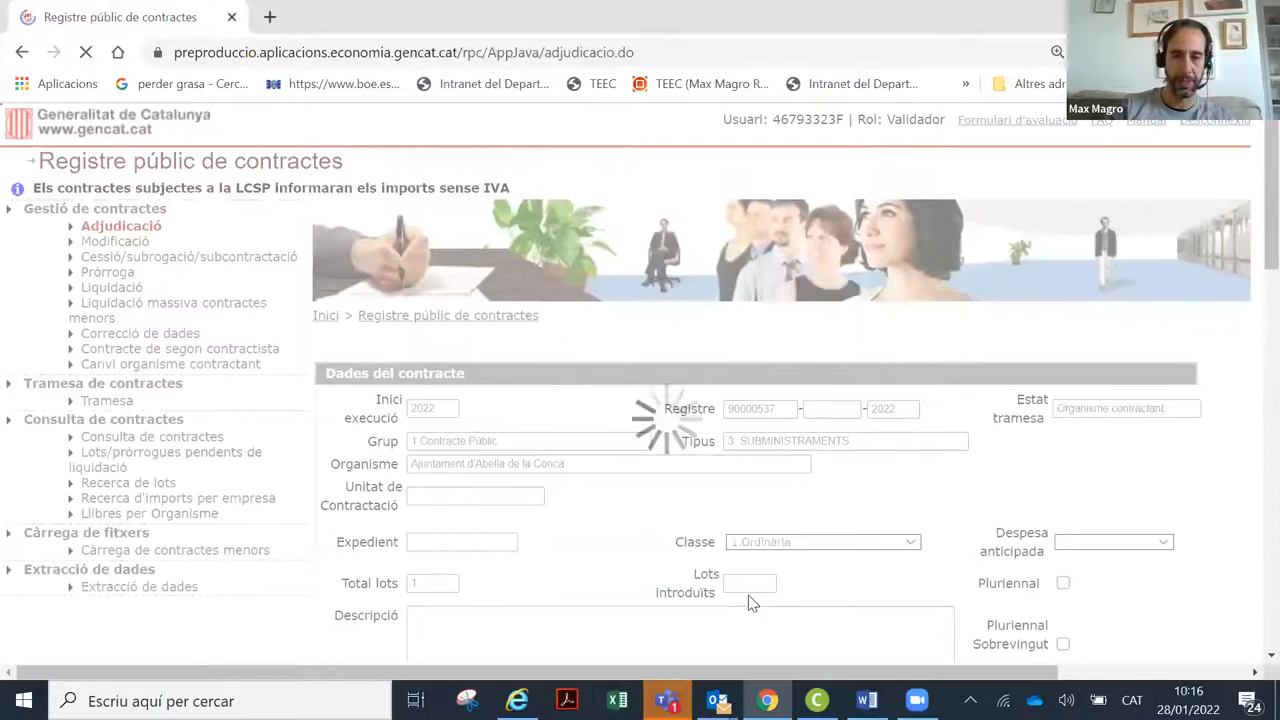 Registre públic de contractes
preproduccio.aplicacions.economia.gencat.cat/rpc/AppJava/adjudicacio.do
Aplicacions
perder grasa - Cerc...
https://www.boe.es...
Intranet del Depart...
TEEC
TEEC (Max Magro R...
Intranet del Depart...
»
Max Magro
Generalitat de Catalunya
www.gencat.cat
Usuari: 46793323F | Rol: Validador
Formulari d'avaluació
Registre públic de contractes
Els contractes subjectes a la LCSP informaran els imports sense IVA
Gestió de contractes
Adjudicació
Modificació
Cessió/subrogació/subcontractació
Pròrroga
Liquidació
Liquidació massiva contractes
menors
Correcció de dades
Contracte de segon contractista
Canvi organisme contractant
Tramesa de contractes
Tramesa
Consulta de contractes
Consulta de contractes
Lots/pròrrogues pendents de
liquidació
Recerca de lots
Recerca d'imports per empresa
Llibres per Organisme
Càrrega de fitxers
Càrrega de contractes menors
Extracció de dades
Extracció de dades
Inici > Registre públic de contractes
Dades del contracte
Inici
execució
2022
Registre
90000537 - - 2022
Estat
tramesa
Organisme contractant
Grup
1 Contracte Públic
Tipus
3. SUBMINISTRAMENTS
Organisme
Ajuntament d'Abella de la Conca
Unitat de
Contractació
Expedient
Classe
1.Ordinària
Despesa
anticipada
Total lots
1
Lots
introduïts
Pluriennal
Descripció
Pluriennal
Sobrevingut
Escriu aquí per cercar
1
CAT
10:16
28/01/2022
24